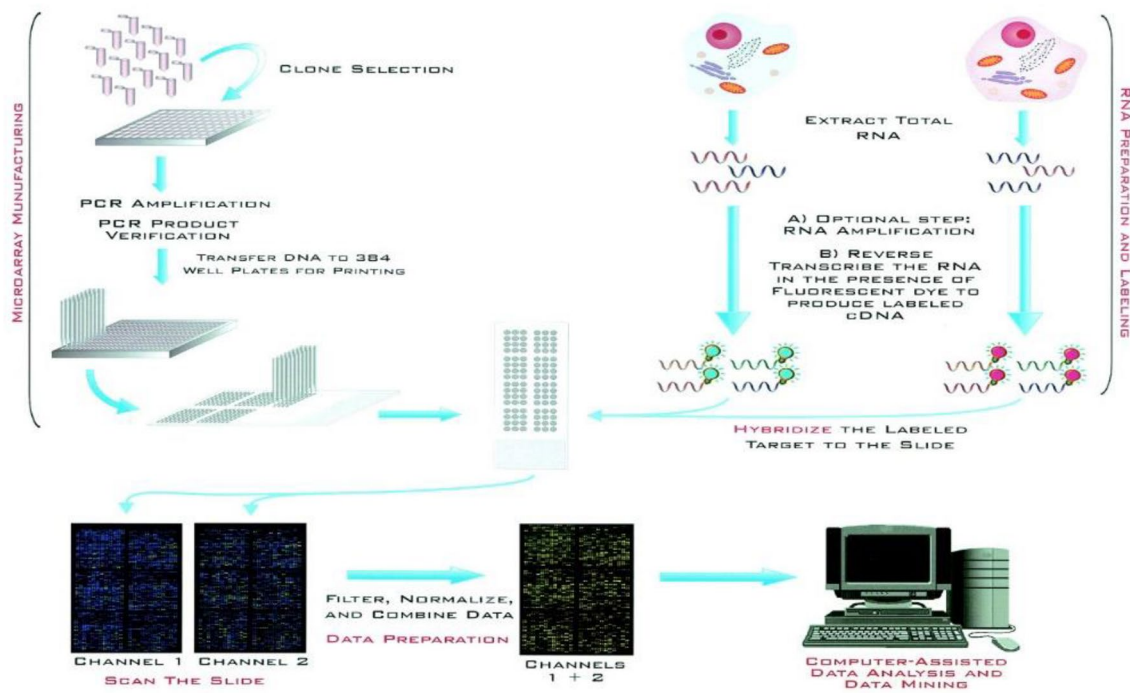 Microarray Munufacturing
Clone Selection
PCR Amplification
PCR Product
Verification
Transfer DNA to 384
Well Plates for Printing
Extract Total
RNA
A) Optional step:
RNA Amplification
B) Reverse
Transcribe the RNA
in the presence of
Fluorescent dye to
produce labeled
cDNA
RNA Preparation and Labeling
Hybridize the Labeled
Target to the Slide
Channel 1
Channel 2
Scan The Slide
Filter, Normalize,
and Combine Data
Data Preparation
Channels
1 + 2
Computer-Assisted
Data Analysis and
Data Mining